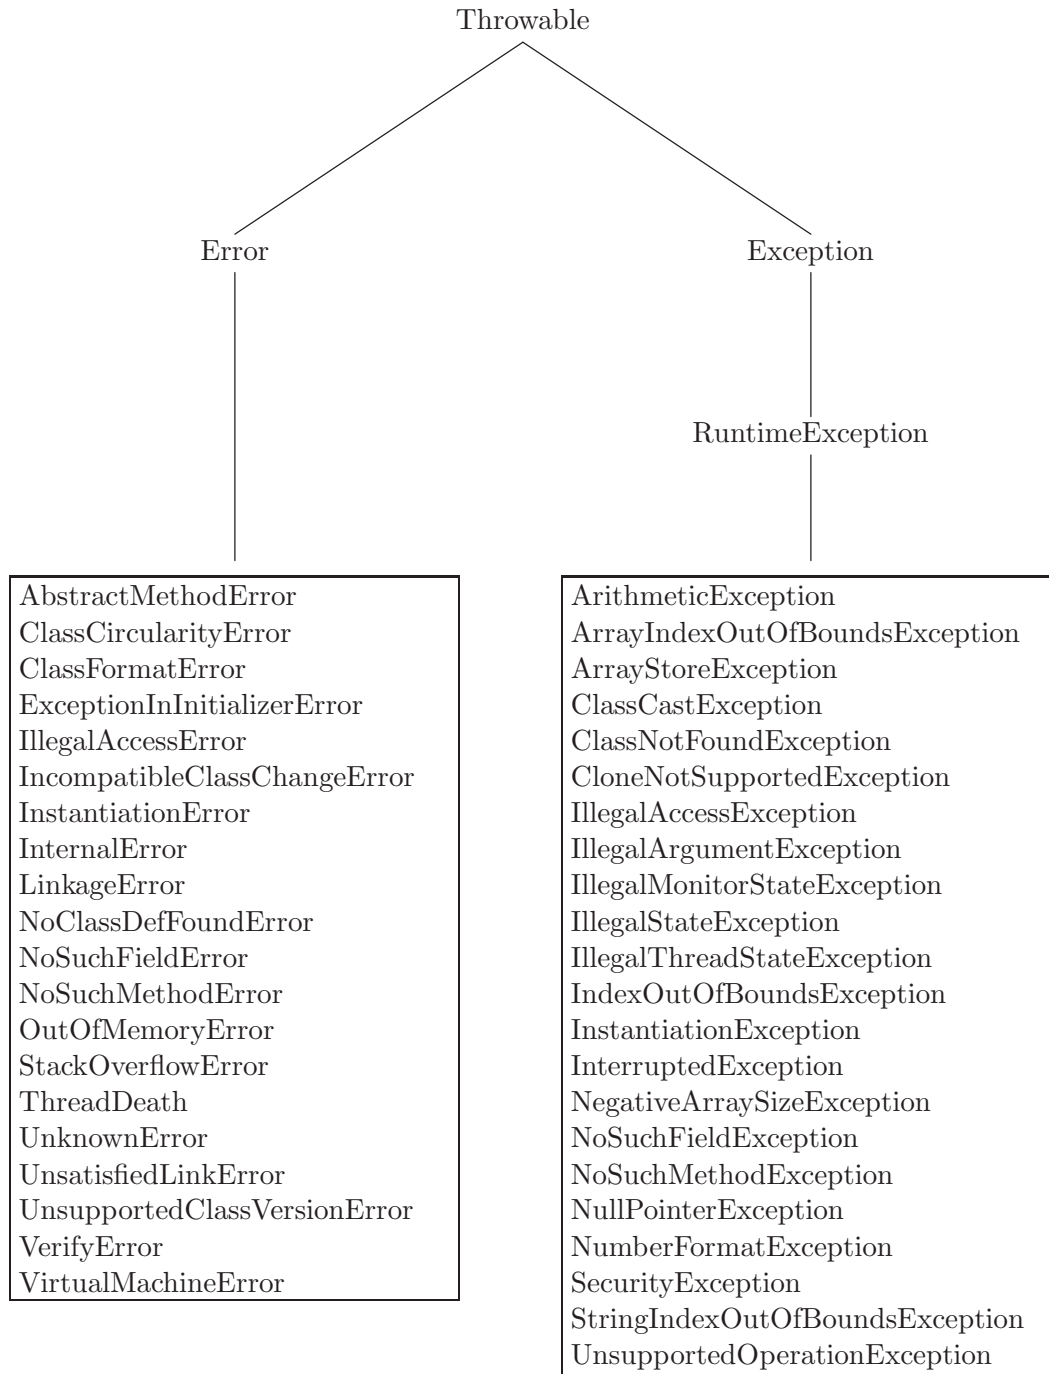 Throwable
Error
Exception
RuntimeException
AbstractMethodError
ClassCircularityError
ClassFormatError
ExceptionInInitializerError
IllegalAccessError
IncompatibleClassChangeError
InstantiationError
InternalError
LinkageError
NoClassDefFoundError
NoSuchFieldError
NoSuchMethodError
OutOfMemoryError
StackOverflowError
ThreadDeath
UnknownError
UnsatisfiedLinkError
UnsupportedClassVersionError
VerifyError
VirtualMachineError
ArithmeticException
ArrayIndexOutOfBoundsException
ArrayStoreException
ClassCastException
ClassNotFoundException
CloneNotSupportedException
IllegalAccessException
IllegalArgumentException
IllegalMonitorStateException
IllegalStateException
IllegalThreadStateException
IndexOutOfBoundsException
InstantiationException
InterruptedException
NegativeArraySizeException
NoSuchFieldException
NoSuchMethodException
NullPointerException
NumberFormatException
SecurityException
StringIndexOutOfBoundsException
UnsupportedOperationException